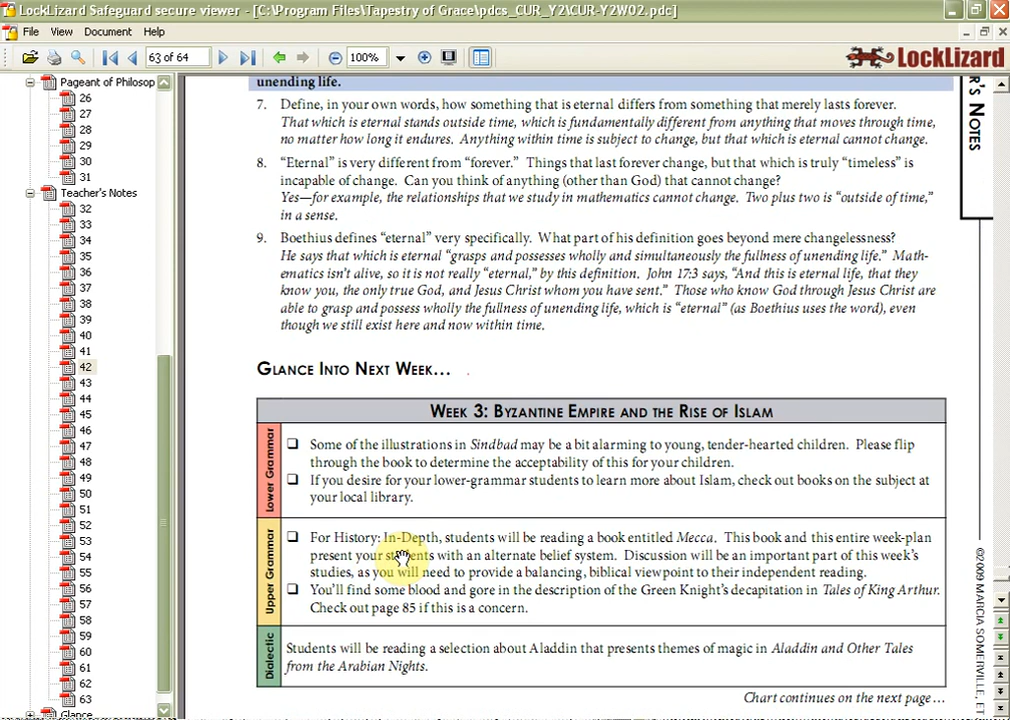 LockLizard Safeguard secure viewer - [C:\Program Files\Tapestry of Grace\pdcs_CUR_Y2\CUR-Y2W02.pdc]
File View Document Help
63 of 64
100%
LOCKLIZARD
Pageant of Philosop
26
27
28
29
30
31
Teacher's Notes
32
33
34
35
36
37
38
39
40
41
42
43
44
45
46
47
48
49
50
51
52
53
54
55
56
57
58
59
60
61
62
63
Glance
unending life.
7. Define, in your own words, how something that is eternal differs from something that merely lasts forever.
That which is eternal stands outside time, which is fundamentally different from anything that moves through time,
no matter how long it endures. Anything within time is subject to change, but that which is eternal cannot change.
8. “Eternal” is very different from “forever.” Things that last forever change, but that which is truly “timeless” is
incapable of change. Can you think of anything (other than God) that cannot change?
Yes—for example, the relationships that we study in mathematics cannot change. Two plus two is “outside of time,”
in a sense.
9. Boethius defines “eternal” very specifically. What part of his definition goes beyond mere changelessness?
He says that which is eternal “grasps and possesses wholly and simultaneously the fullness of unending life.” Math-
ematics isn’t alive, so it is not really “eternal,” by this definition. John 17:3 says, “And this is eternal life, that they
know you, the only true God, and Jesus Christ whom you have sent.” Those who know God through Jesus Christ are
able to grasp and possess wholly the fullness of unending life, which is “eternal” (as Boethius uses the word), even
though we still exist here and now within time.
GLANCE INTO NEXT WEEK...
WEEK 3: BYZANTINE EMPIRE AND THE RISE OF ISLAM
Lower Grammar
Some of the illustrations in Sindbad may be a bit alarming to young, tender-hearted children. Please flip
through the book to determine the acceptability of this for your children.
If you desire for your lower-grammar students to learn more about Islam, check out books on the subject at
your local library.
Upper Grammar
For History: In-Depth, students will be reading a book entitled Mecca. This book and this entire week-plan
present your students with an alternate belief system. Discussion will be an important part of this week’s
studies, as you will need to provide a balancing, biblical viewpoint to their independent reading.
You’ll find some blood and gore in the description of the Green Knight’s decapitation in Tales of King Arthur.
Check out page 85 if this is a concern.
Dialectic
Students will be reading a selection about Aladdin that presents themes of magic in Aladdin and Other Tales
from the Arabian Nights.
Chart continues on the next page...
R'S NOTES
©2009 MARCIA SOMERVILLE, ET